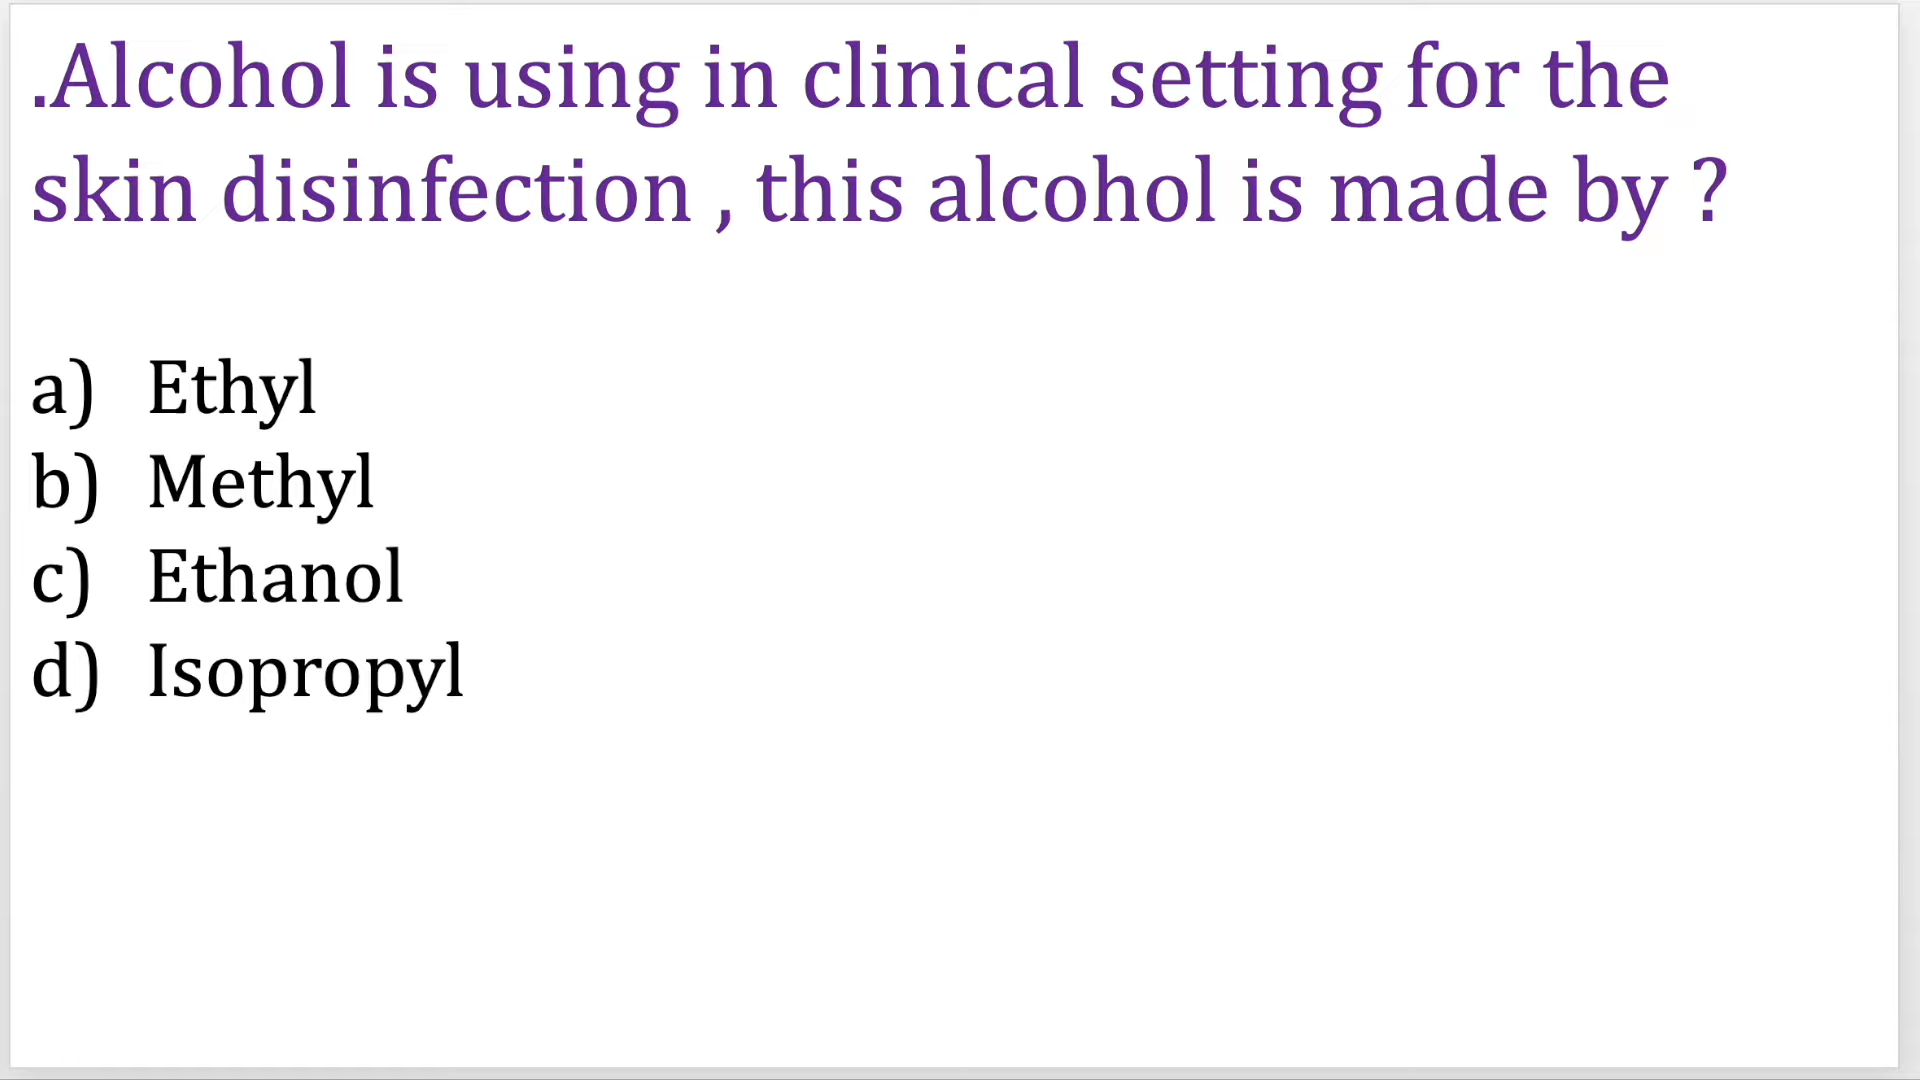 .Alcohol is using in clinical setting for the
skin disinfection , this alcohol is made by ?
a) Ethyl
b) Methyl
c) Ethanol
d) Isopropyl